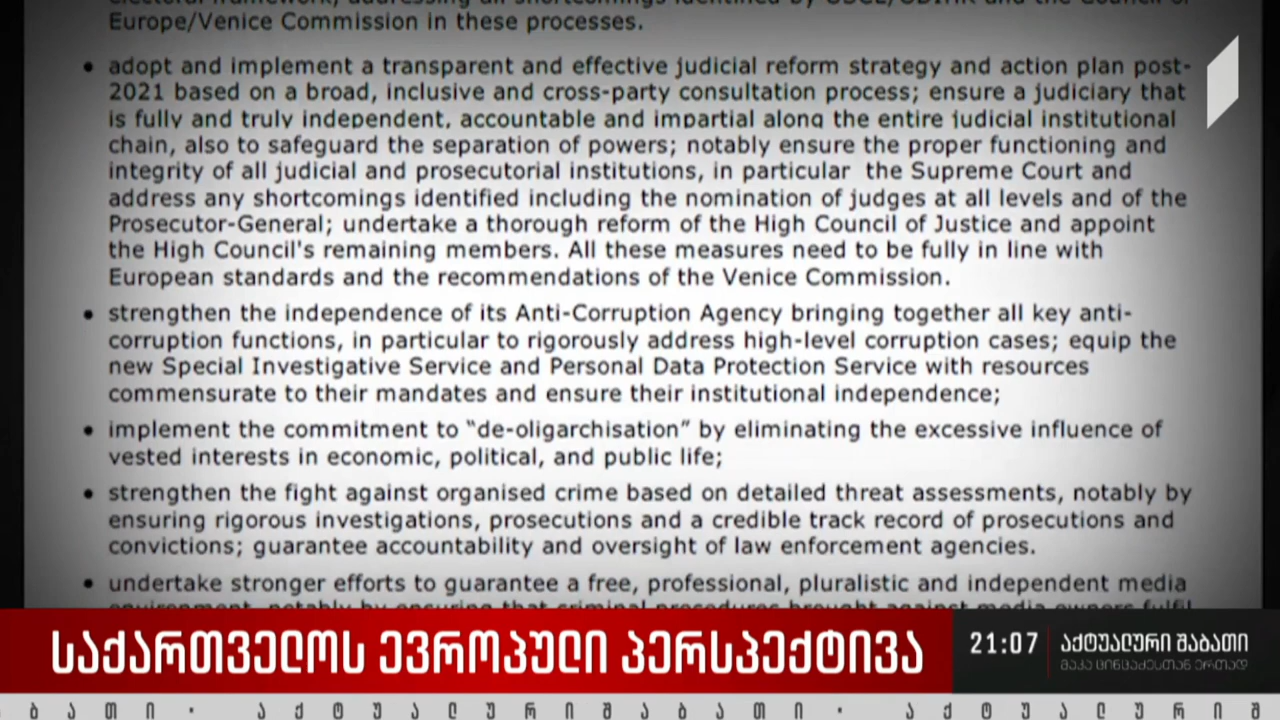 Europe/Venice Commission in these processes.
• adopt and implement a transparent and effective judicial reform strategy and action plan post-
2021 based on a broad, inclusive and cross-party consultation process; ensure a judiciary that
is fully and truly independent, accountable and impartial along the entire judicial institutional
chain, also to safeguard the separation of powers; notably ensure the proper functioning and
integrity of all judicial and prosecutorial institutions, in particular the Supreme Court and
address any shortcomings identified including the nomination of judges at all levels and of the
Prosecutor-General; undertake a thorough reform of the High Council of Justice and appoint
the High Council's remaining members. All these measures need to be fully in line with
European standards and the recommendations of the Venice Commission.
• strengthen the independence of its Anti-Corruption Agency bringing together all key anti-
corruption functions, in particular to rigorously address high-level corruption cases; equip the
new Special Investigative Service and Personal Data Protection Service with resources
commensurate to their mandates and ensure their institutional independence;
• implement the commitment to “de-oligarchisation” by eliminating the excessive influence of
vested interests in economic, political, and public life;
• strengthen the fight against organised crime based on detailed threat assessments, notably by
ensuring rigorous investigations, prosecutions and a credible track record of prosecutions and
convictions; guarantee accountability and oversight of law enforcement agencies.
• undertake stronger efforts to guarantee a free, professional, pluralistic and independent media
საქართველოს ევროპული პერსპექტივა
21:07
აქტუალური შაბათი
მაკა ცინცაძესთან ერთად
ბათი · აქტუალური შაბათი · აქტუალური შ